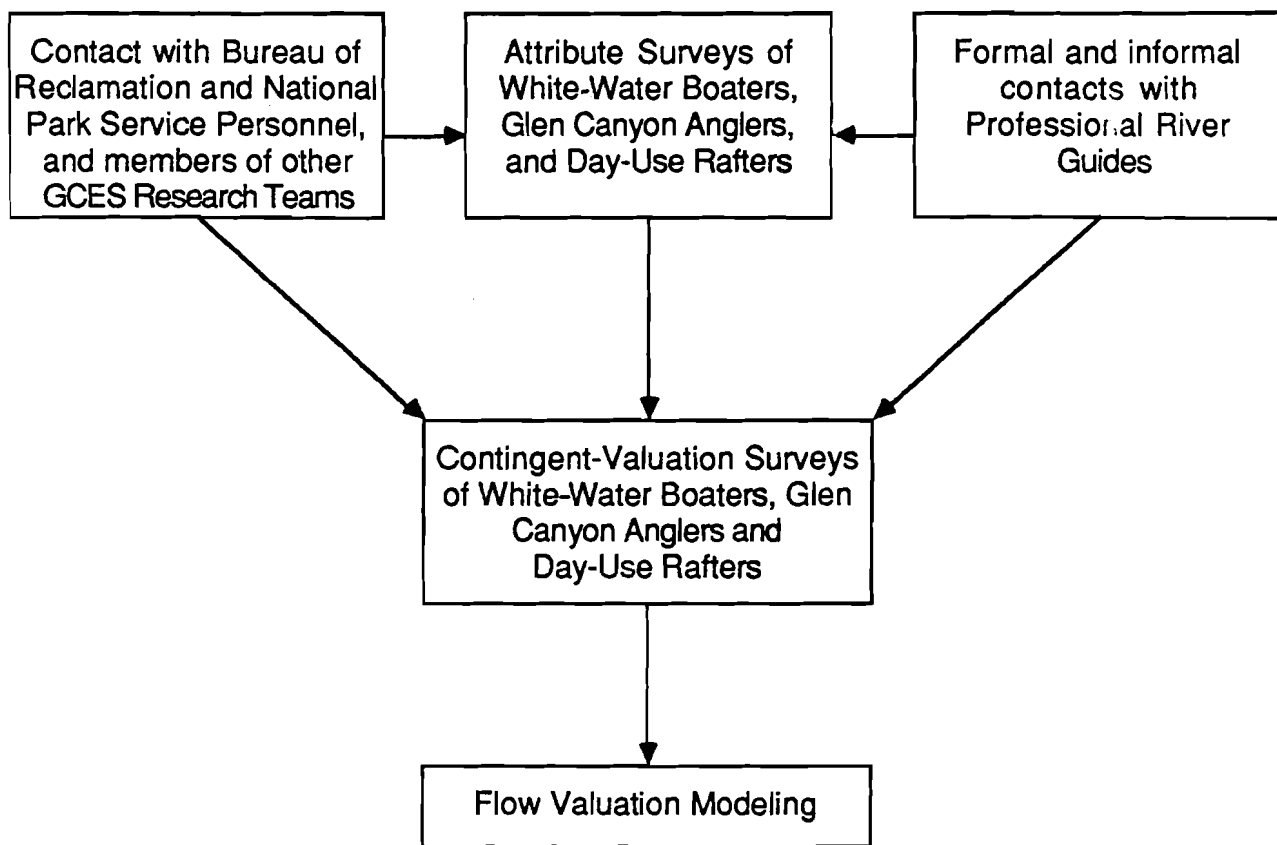 Contact with Bureau of
Reclamation and National
Park Service Personnel,
and members of other
GCES Research Teams
Attribute Surveys of
White-Water Boaters,
Glen Canyon Anglers,
and Day-Use Rafters
Formal and informal
contacts with
Professional River
Guides
Contingent-Valuation Surveys
of White-Water Boaters, Glen
Canyon Anglers and
Day-Use Rafters
Flow Valuation Modeling